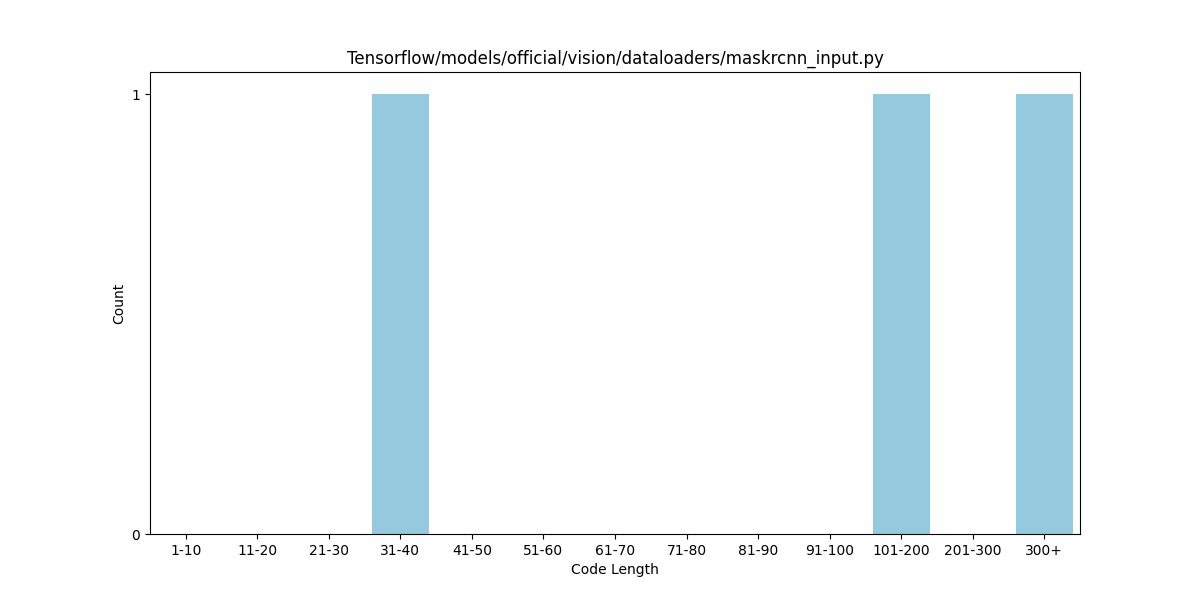 Tensorflow/models/official/vision/dataloaders/maskrcnn_input.py
1
Count
0
1-10 11-20 21-30 31-40 41-50 51-60 61-70 71-80 81-90 91-100 101-200 201-300 300+
Code Length